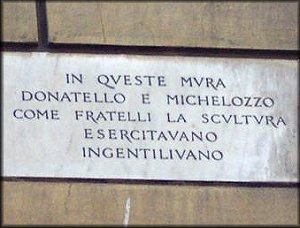 IN QVESTE MVRA
DONATELLO E MICHELOZZO
COME FRATELLI LA SCVLTVRA
ESERCITAVANO
INGENTILIVANO